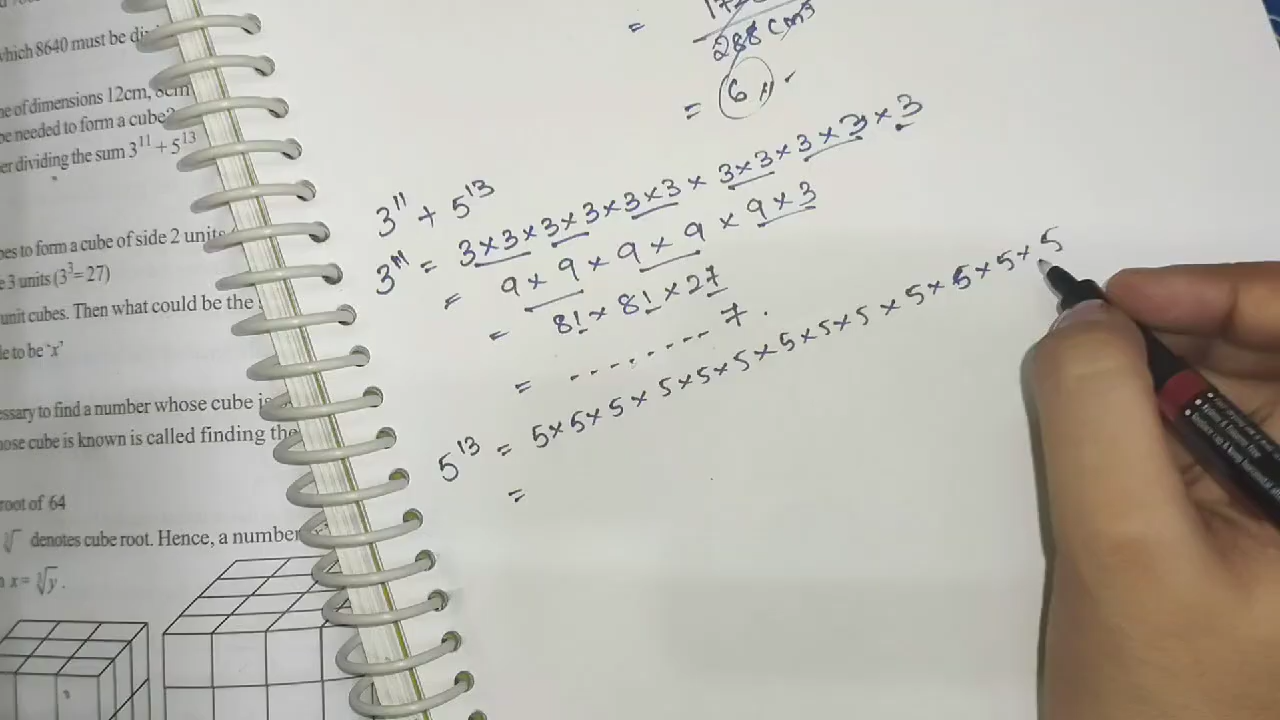 which 8640 must be
ne of dimensions 12cm, 8cm
be needed to form a cube?
er dividing the sum 3¹¹ + 5¹³
bes to form a cube of side 2 units
3 units (3³ = 27)
unit cubes. Then what could be the
le to be 'x'
essary to find a number whose cube is
hose cube is known is called finding the
root of 64
∛ denotes cube root. Hence, a number
x = ∛y .
=
288 cm³
= 6 //
3¹¹ + 5¹³
3¹¹ = 3×3×3×3×3×3×3 × 3×3×3×3×3
= 9×9×9×9×9×3
= 81×81×27
= ........ 7.
5¹³ = 5×5×5×5×5×5×5×5×5×5×5×5×5
=